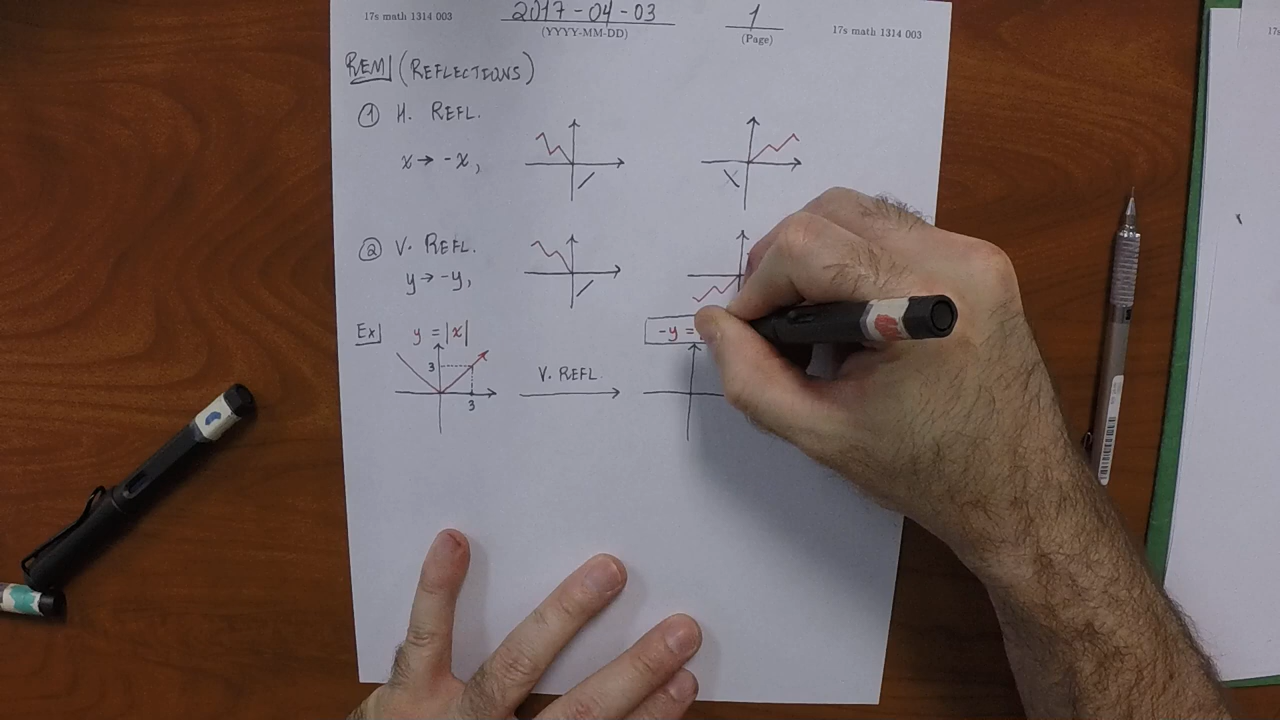 17s math 1314 003
2017-04-03
(YYYY-MM-DD)
1
(Page)
17s math 1314 003
REM (REFLECTIONS)
① H. REFL.
x → -x,
② V. REFL.
y → -y,
Ex y = |x|
3
3
V. REFL.
-y =
17s